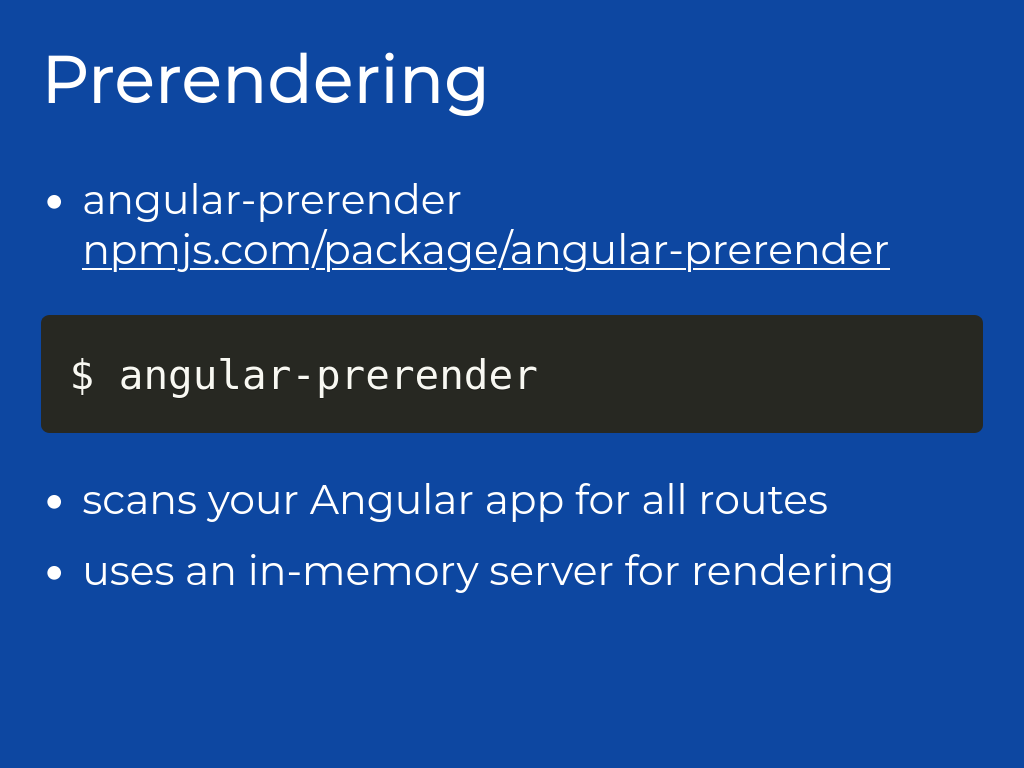 Prerendering
• angular-prerender
npmjs.com/package/angular-prerender
$ angular-prerender
• scans your Angular app for all routes
• uses an in-memory server for rendering